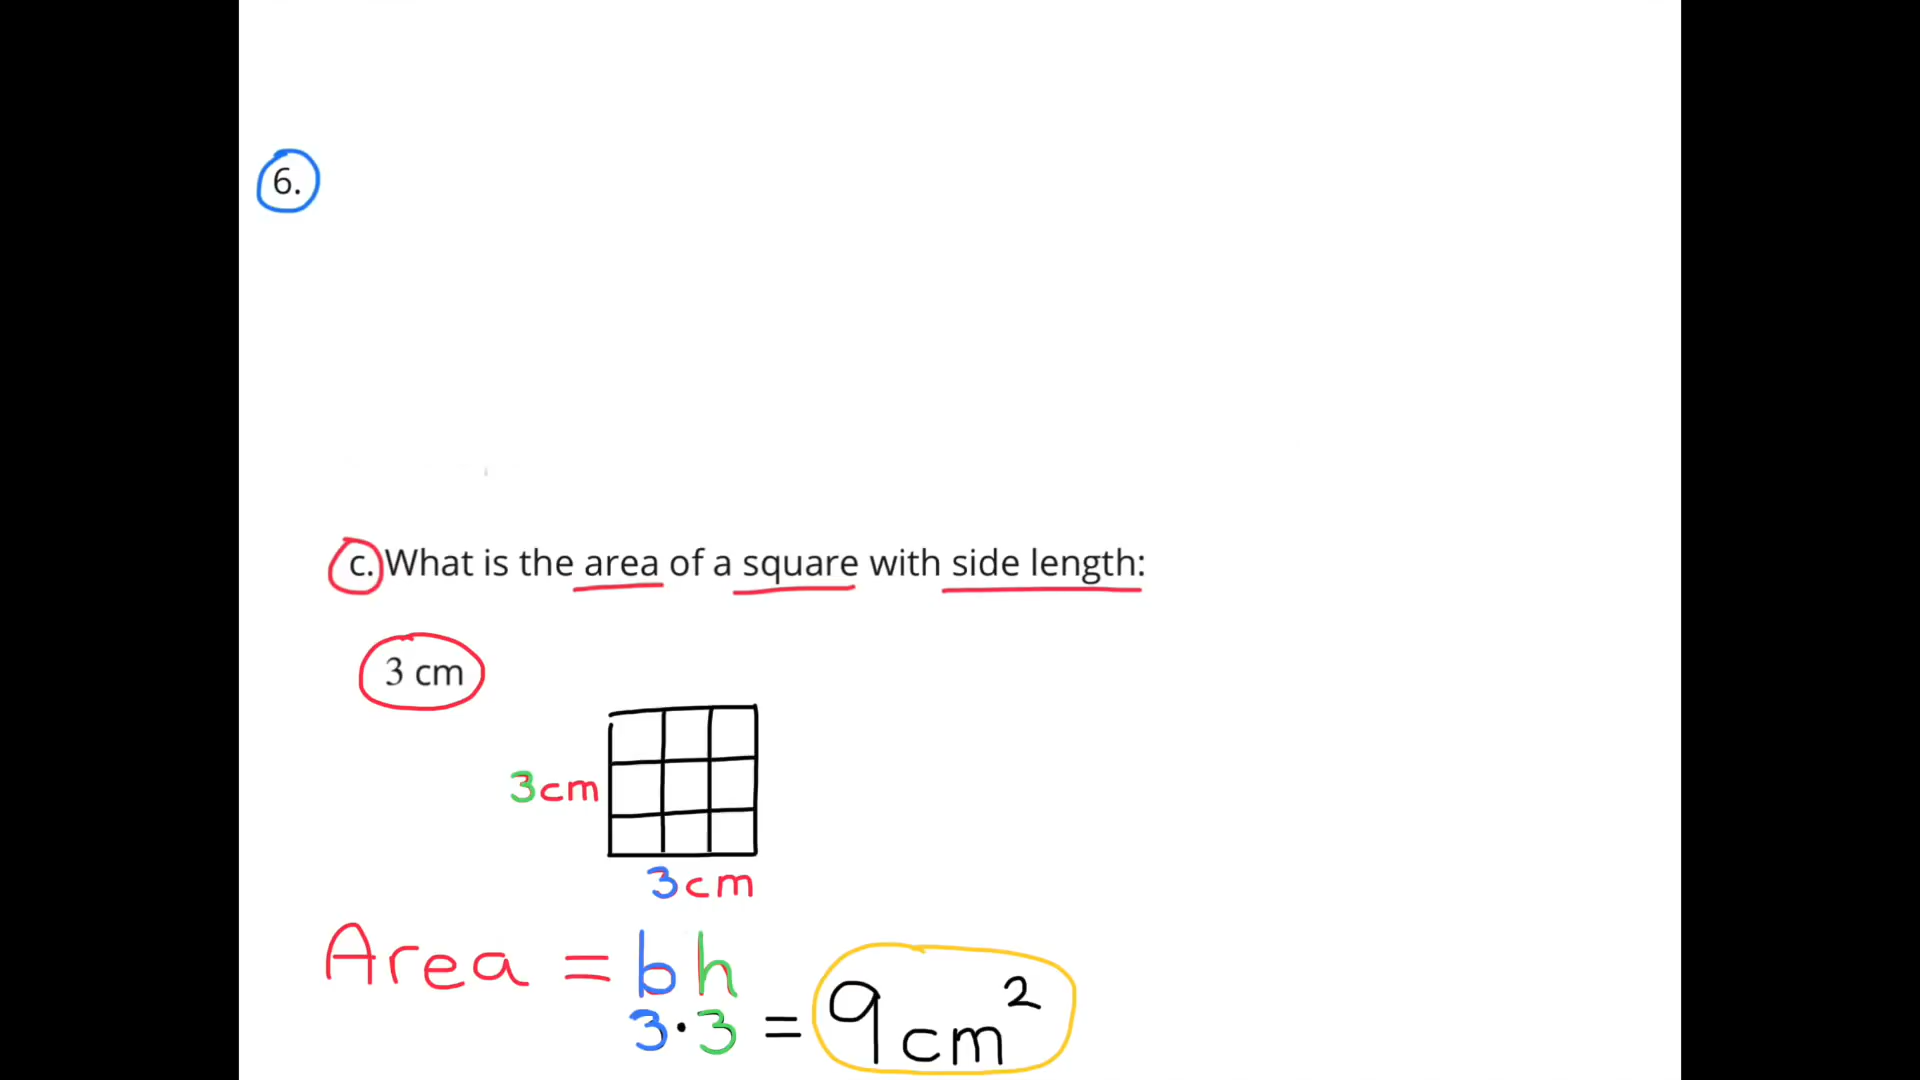 6.
c. What is the area of a square with side length:
3 cm
3cm
3cm
Area = bh
3·3 = 9cm²